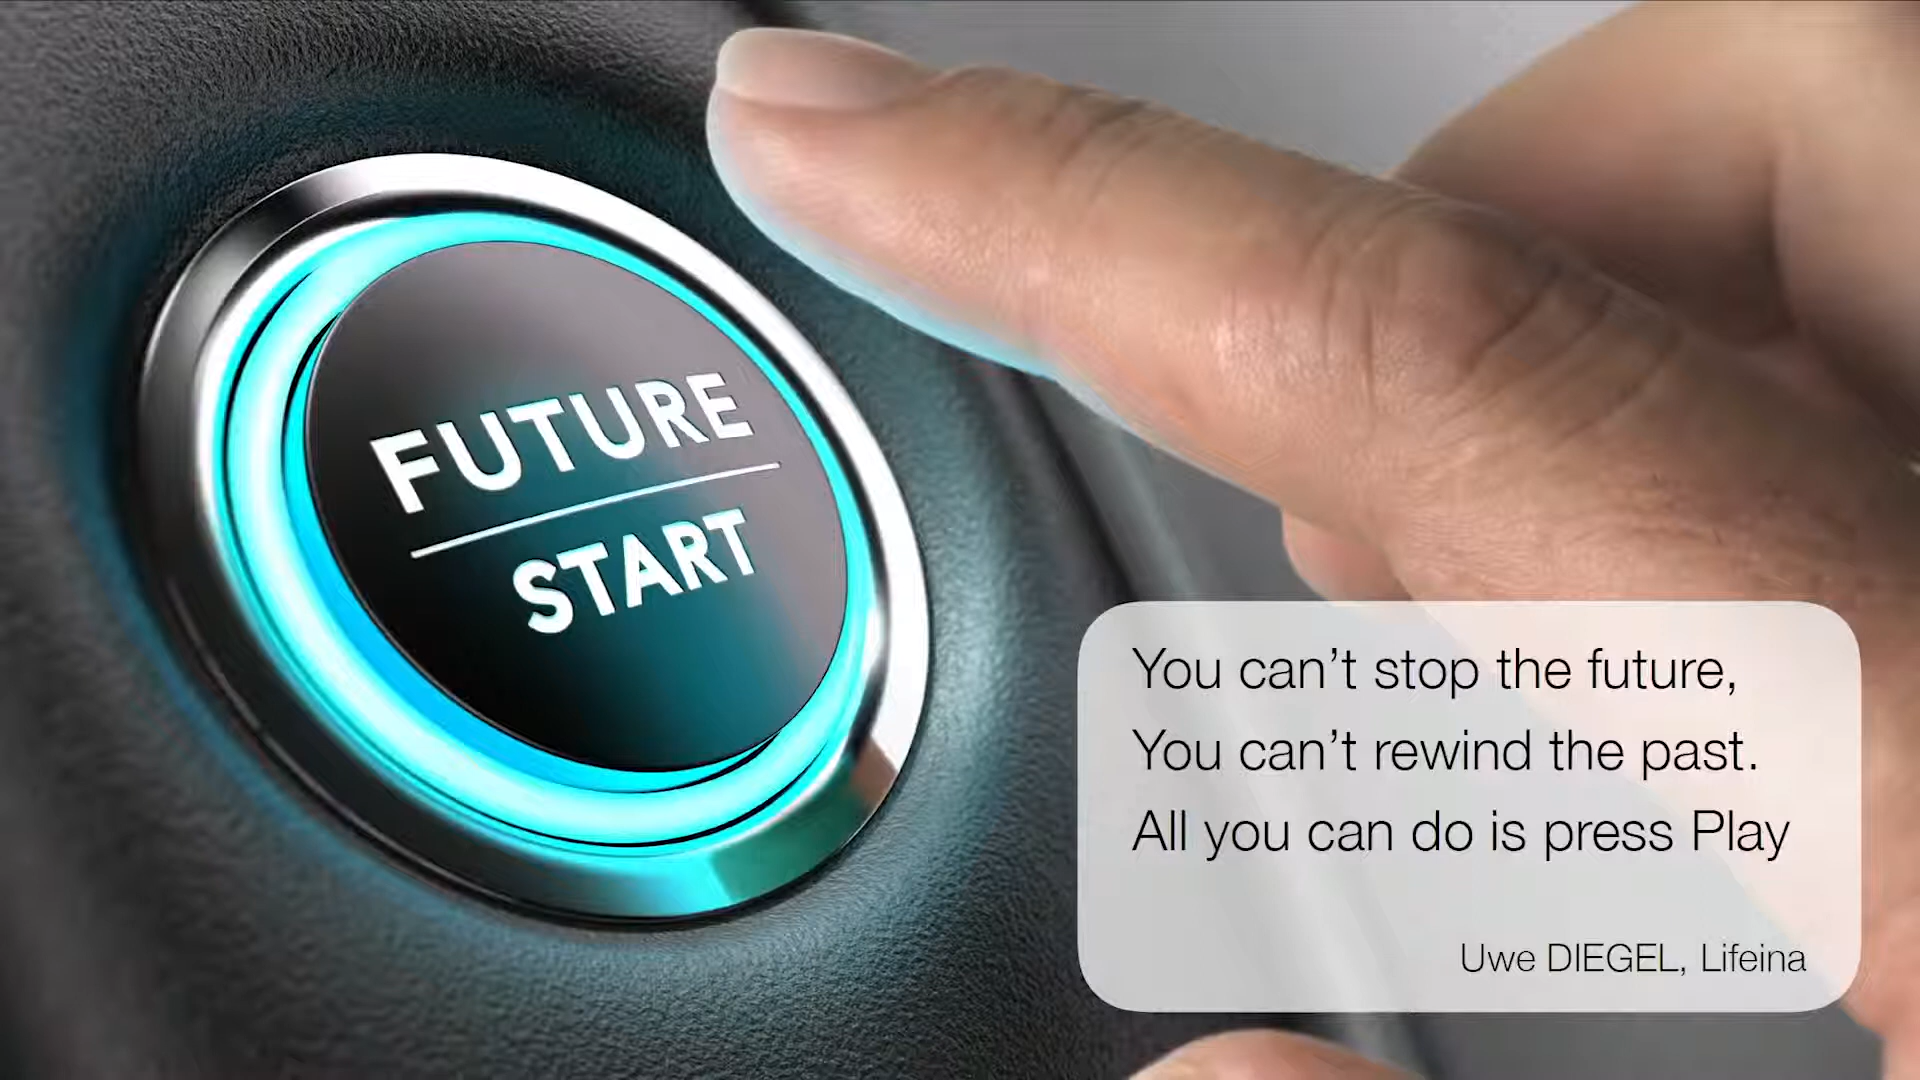 FUTURE
START
You can’t stop the future,
You can’t rewind the past.
All you can do is press Play
Uwe DIEGEL, Lifeina